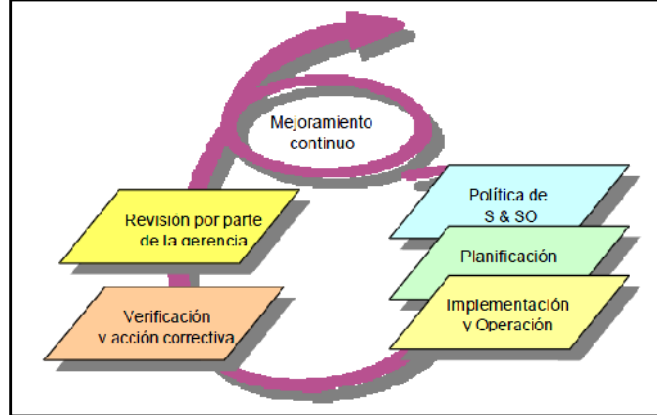 Mejoramiento
continuo
Política de
S & SO
Planificación
Implementación
y Operación
Verificación
y acción correctiva
Revisión por parte
de la gerencia